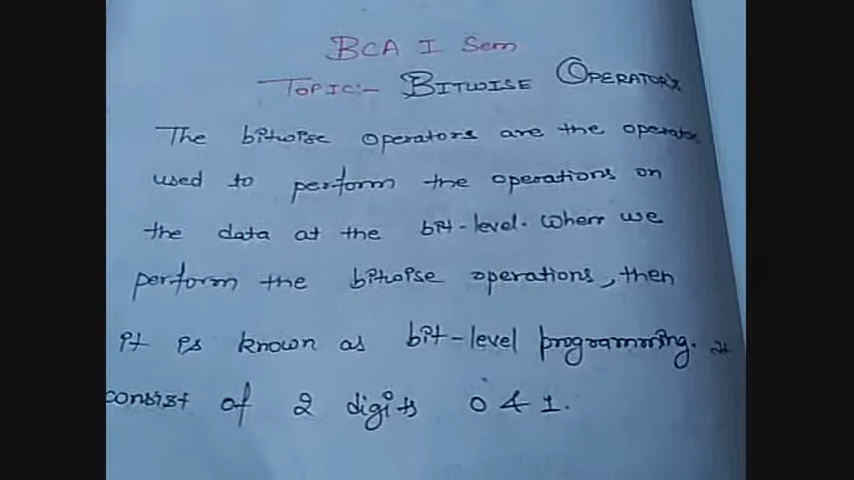 BCA I Sem
TOPIC:- BITWISE OPERATORS
The bitwise operators are the operators
used to perform the operations on
the data at the bit-level. When we
perform the bitwise operations, then
it is known as bit-level programming. It
consist of 2 digits 0 & 1.